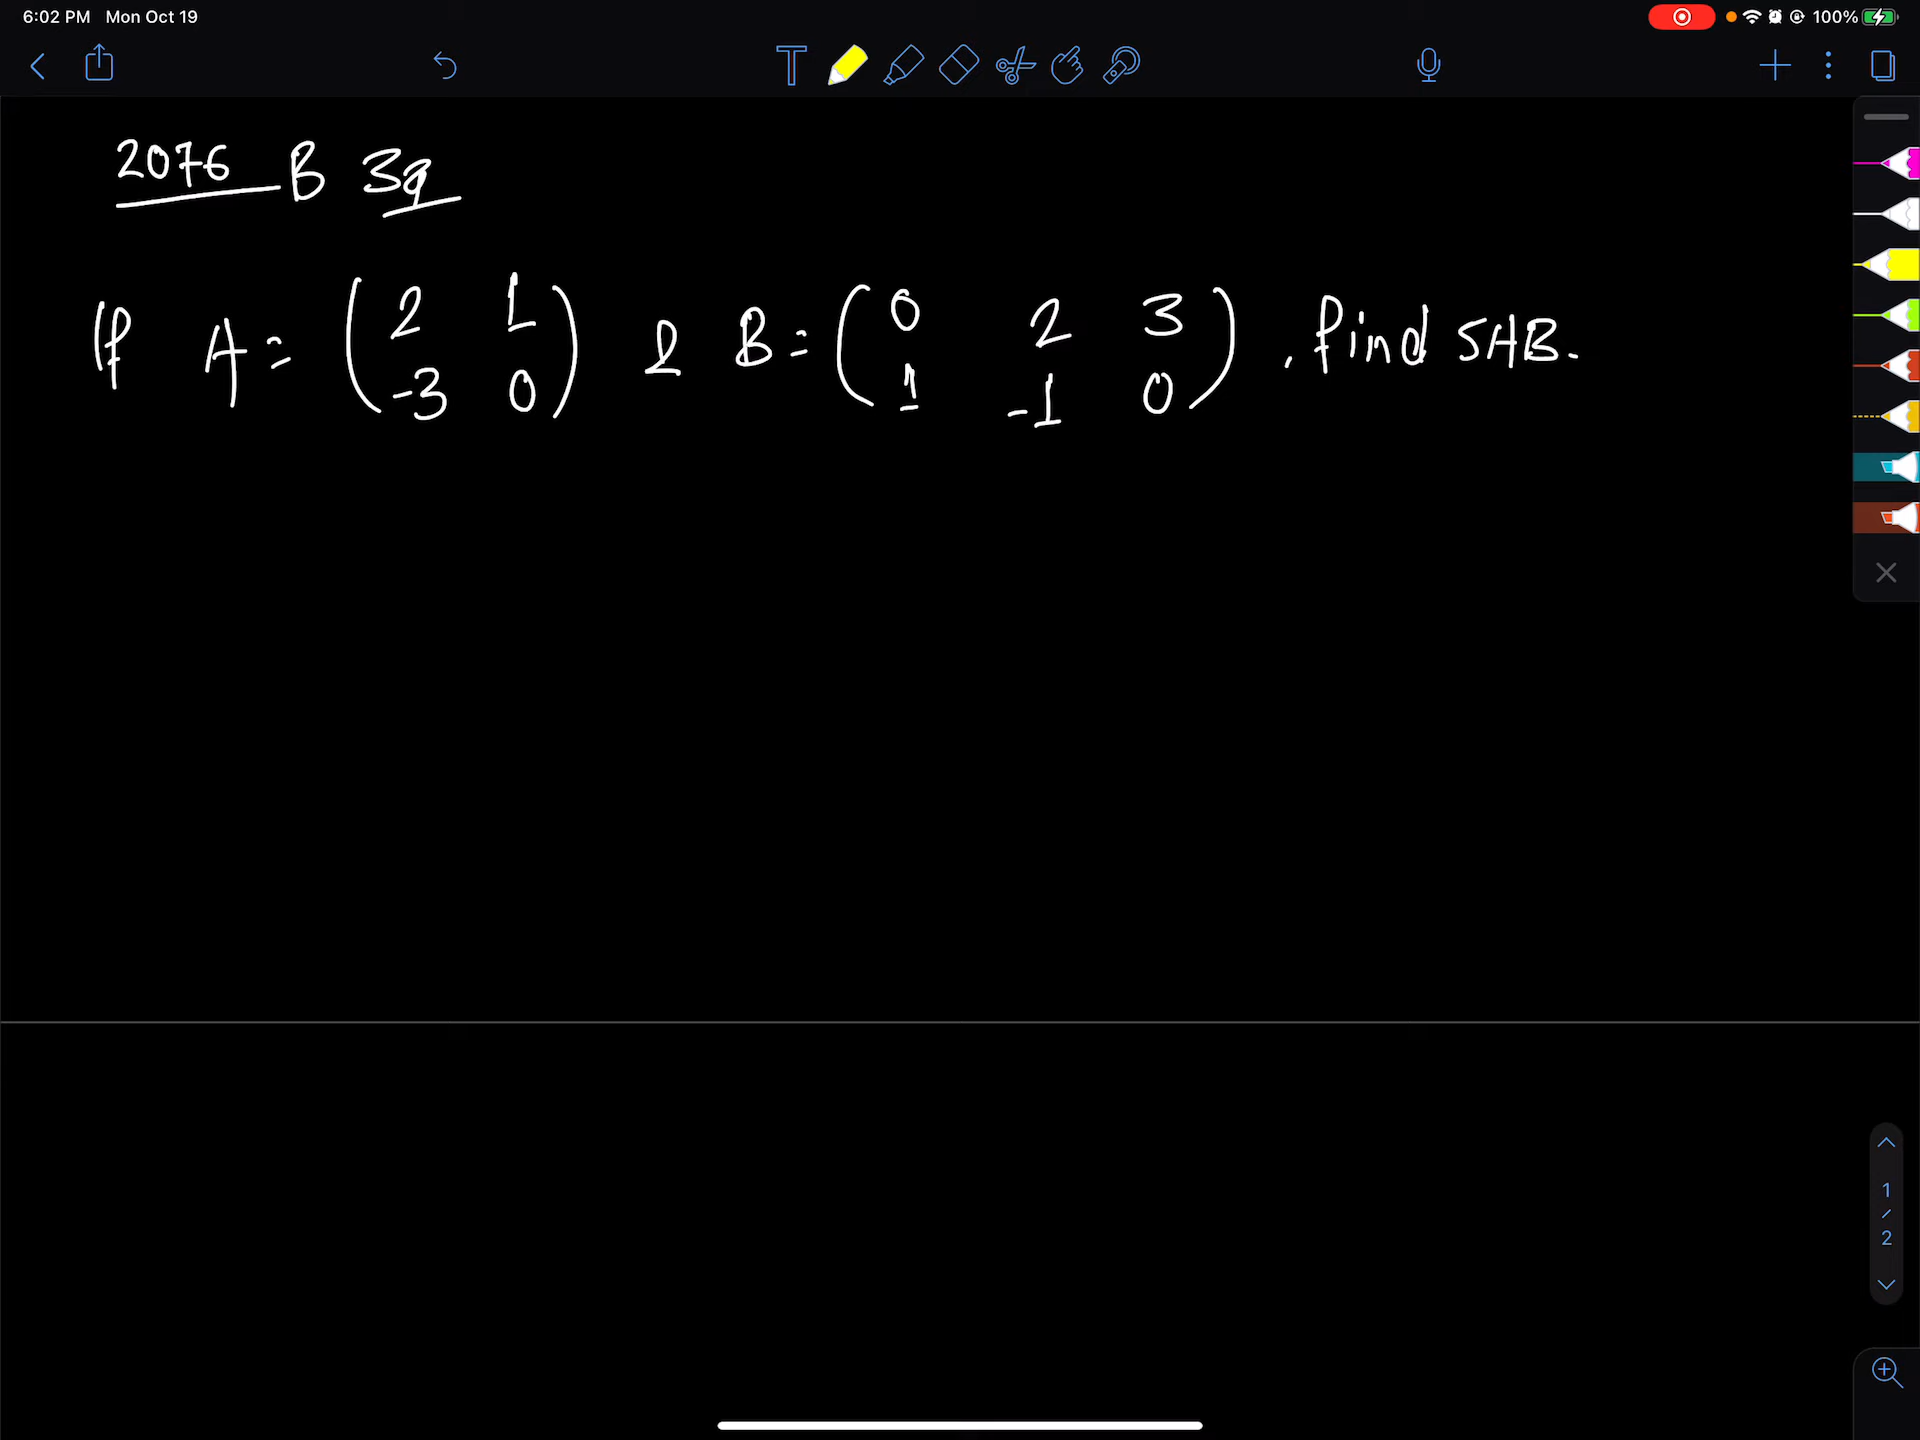 6:02 PM Mon Oct 19 100%
2076 B 3q
If A = ( 2 1 ) & B = ( 0 2 3 ) . find 5AB.
-3 0 1 -1 0
1
/
2